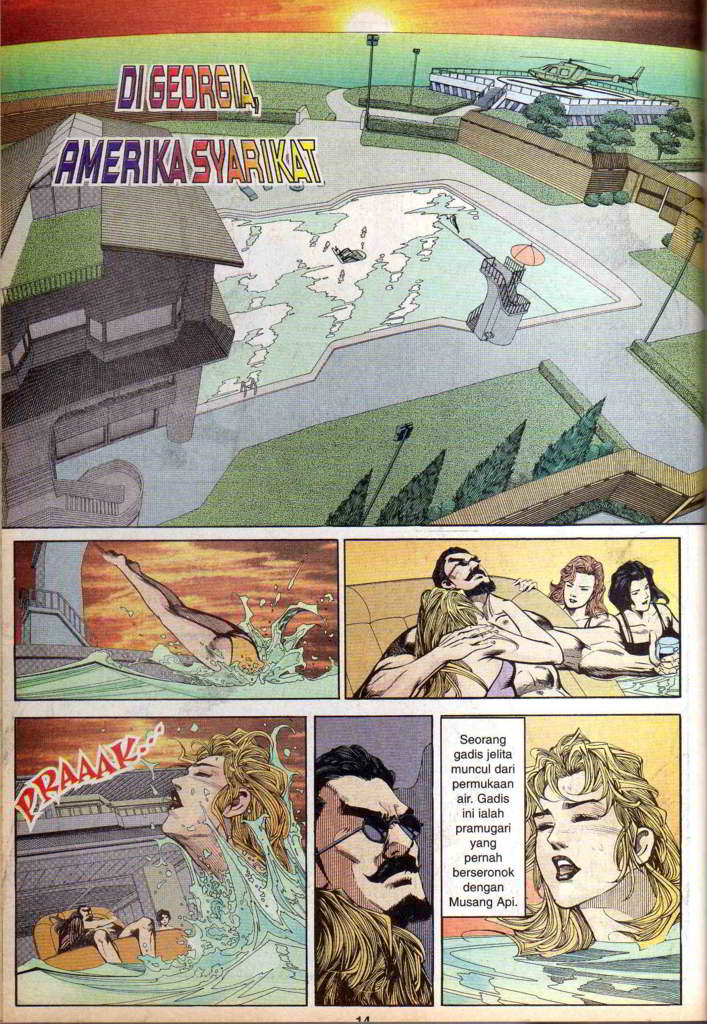 DI GEORGIA,
AMERIKA SYARIKAT
PRAAAK...
Seorang
gadis jelita
muncul dari
permukaan
air. Gadis
ini ialah
pramugari
yang
pernah
berseronok
dengan
Musang Api.
14